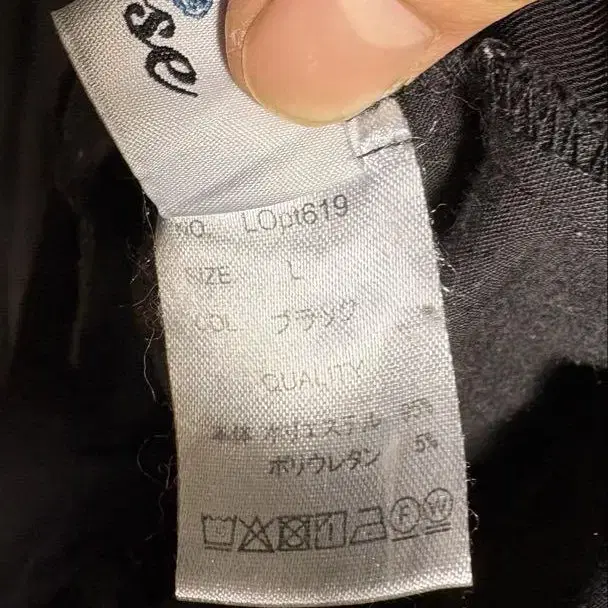 se
NO. LOpt619
SIZE L
COL ブラック
QUALITY
本体 ポリエステル 95%
ポリウレタン 5%
F W